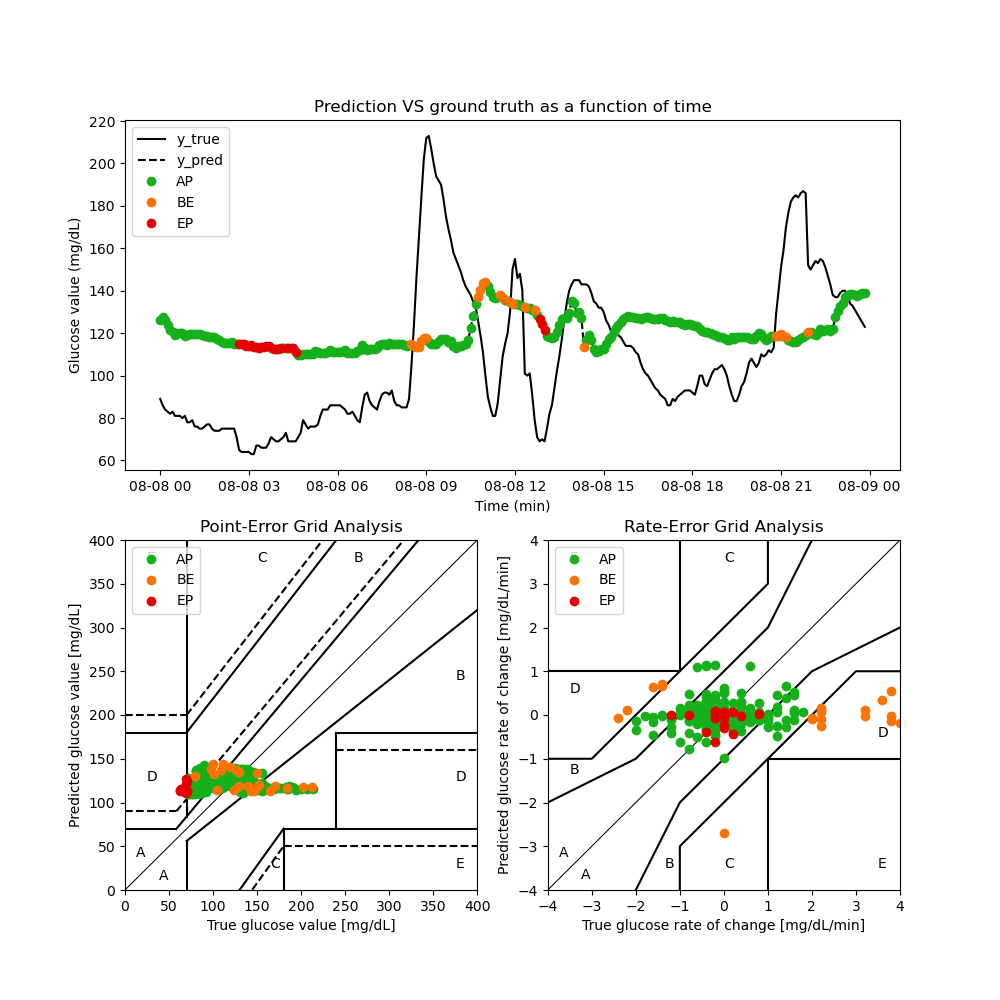 Prediction VS ground truth as a function of time
Glucose value (mg/dL)
220
200
180
160
140
120
100
80
60
y_true
y_pred
AP
BE
EP
08-08 00
08-08 03
08-08 06
08-08 09
08-08 12
08-08 15
08-08 18
08-08 21
08-09 00
Time (min)
Point-Error Grid Analysis
Predicted glucose value [mg/dL]
400
350
300
250
200
150
100
50
0
AP
BE
EP
C
B
B
D
D
A
A
C
E
0
50
100
150
200
250
300
350
400
True glucose value [mg/dL]
Rate-Error Grid Analysis
Predicted glucose rate of change [mg/dL/min]
4
3
2
1
0
−1
−2
−3
−4
AP
BE
EP
C
D
D
B
A
A
B
C
E
−4
−3
−2
−1
0
1
2
3
4
True glucose rate of change [mg/dL/min]